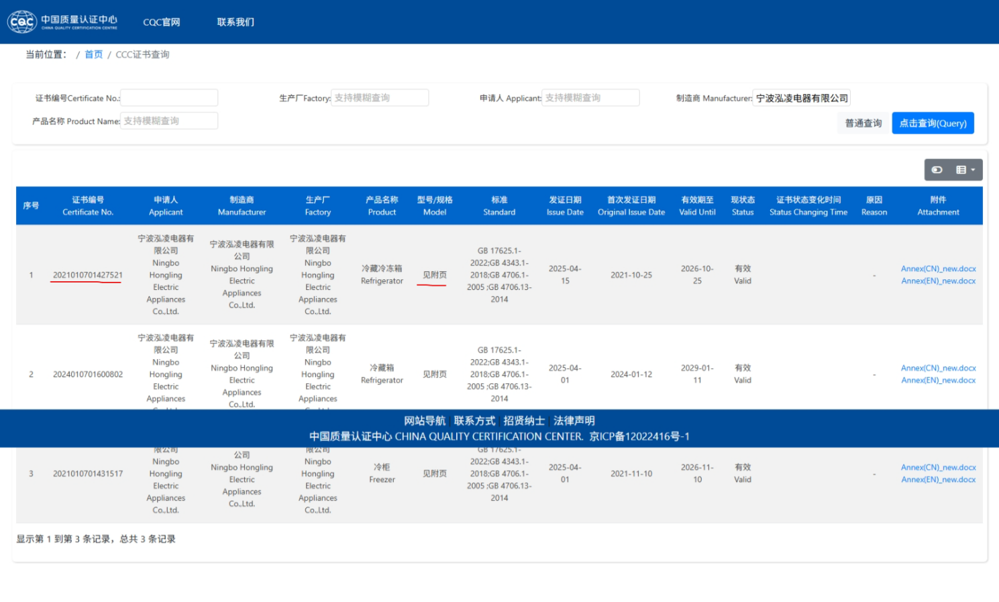 CQC 中国质量认证中心 CQC官网 联系我们
CHINA QUALITY CERTIFICATION CENTRE
当前位置： / 首页 / CCC证书查询
证书编号Certificate No.: 生产厂Factory: 支持模糊查询 申请人 Applicant: 支持模糊查询 制造商 Manufacturer: 宁波泓凌电器有限公司
产品名称 Product Name: 支持模糊查询 普通查询 点击查询(Query)
序号 证书编号 申请人 制造商 生产厂 产品名称 型号/规格 标准 发证日期 首次发证日期 有效期至 现状态 证书状态变化时间 原因 附件
Certificate No. Applicant Manufacturer Factory Product Model Standard Issue Date Original Issue Date Valid Until Status Status Changing Time Reason Attachment
1
2021010701427521
宁波泓凌电器有
限公司
Ningbo
Hongling
Electric
Appliances
Co.,Ltd.
宁波泓凌电器有限
公司
Ningbo Hongling
Electric
Appliances
Co.,Ltd.
宁波泓凌电器有
限公司
Ningbo
Hongling
Electric
Appliances
Co.,Ltd.
冷藏冷冻箱
Refrigerator
见附页
GB 17625.1-
2022;GB 4343.1-
2018;GB 4706.1-
2005 ;GB 4706.13-
2014
2025-04-
15
2021-10-25
2026-10-
25
有效
Valid
-
Annex(CN)_new.docx
Annex(EN)_new.docx
2
2024010701600802
宁波泓凌电器有
限公司
Ningbo
Hongling
Electric
Appliances
宁波泓凌电器有限
公司
Ningbo Hongling
Electric
Appliances
Co.,Ltd.
宁波泓凌电器有
限公司
Ningbo
Hongling
Electric
Appliances
冷藏箱
Refrigerator
见附页
GB 17625.1-
2022;GB 4343.1-
2018;GB 4706.1-
2005 ;GB 4706.13-
2014
2025-04-
01
2024-01-12
2029-01-
11
有效
Valid
-
Annex(CN)_new.docx
Annex(EN)_new.docx
网站导航 | 联系方式 | 招贤纳士 | 法律声明
中国质量认证中心 CHINA QUALITY CERTIFICATION CENTER. 京ICP备12022416号-1
3
2021010701431517
限公司
Ningbo
Hongling
Electric
Appliances
Co.,Ltd.
公司
Ningbo Hongling
Electric
Appliances
Co.,Ltd.
限公司
Ningbo
Hongling
Electric
Appliances
Co.,Ltd.
冷柜
Freezer
见附页
GB 17625.1-
2022;GB 4343.1-
2018;GB 4706.1-
2005 ;GB 4706.13-
2014
2025-04-
01
2021-11-10
2026-11-
10
有效
Valid
-
Annex(CN)_new.docx
Annex(EN)_new.docx
显示第 1 到第 3 条记录，总共 3 条记录